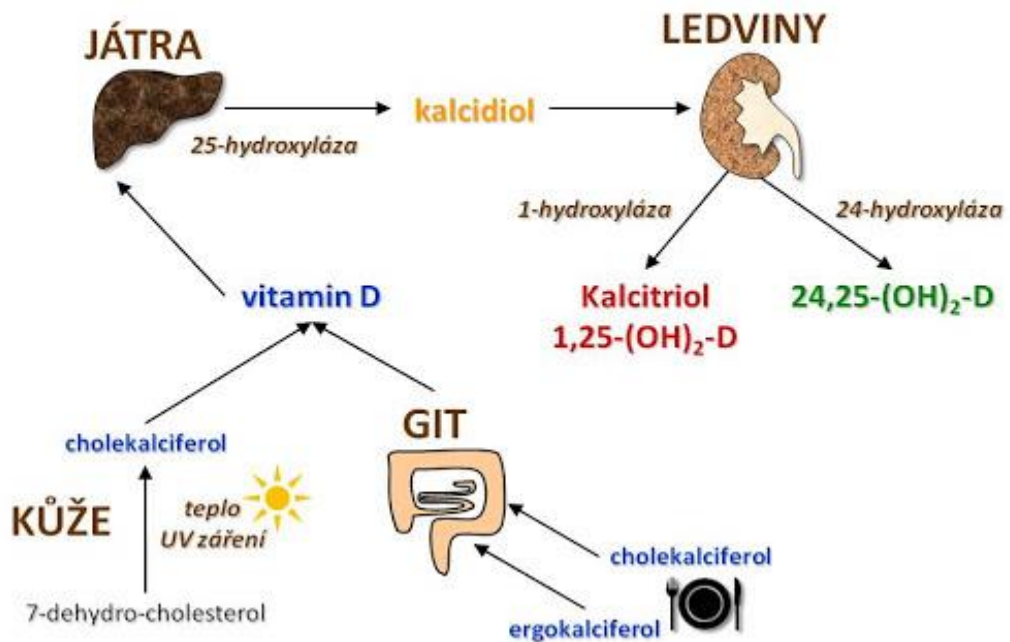 JÁTRA
LEDVINY
kalcidiol
25-hydroxyláza
1-hydroxyláza
24-hydroxyláza
vitamin D
Kalcitriol
1,25-(OH)₂-D
24,25-(OH)₂-D
GIT
cholekalciferol
KŮŽE
teplo
UV záření
cholekalciferol
7-dehydro-cholesterol
ergokalciferol